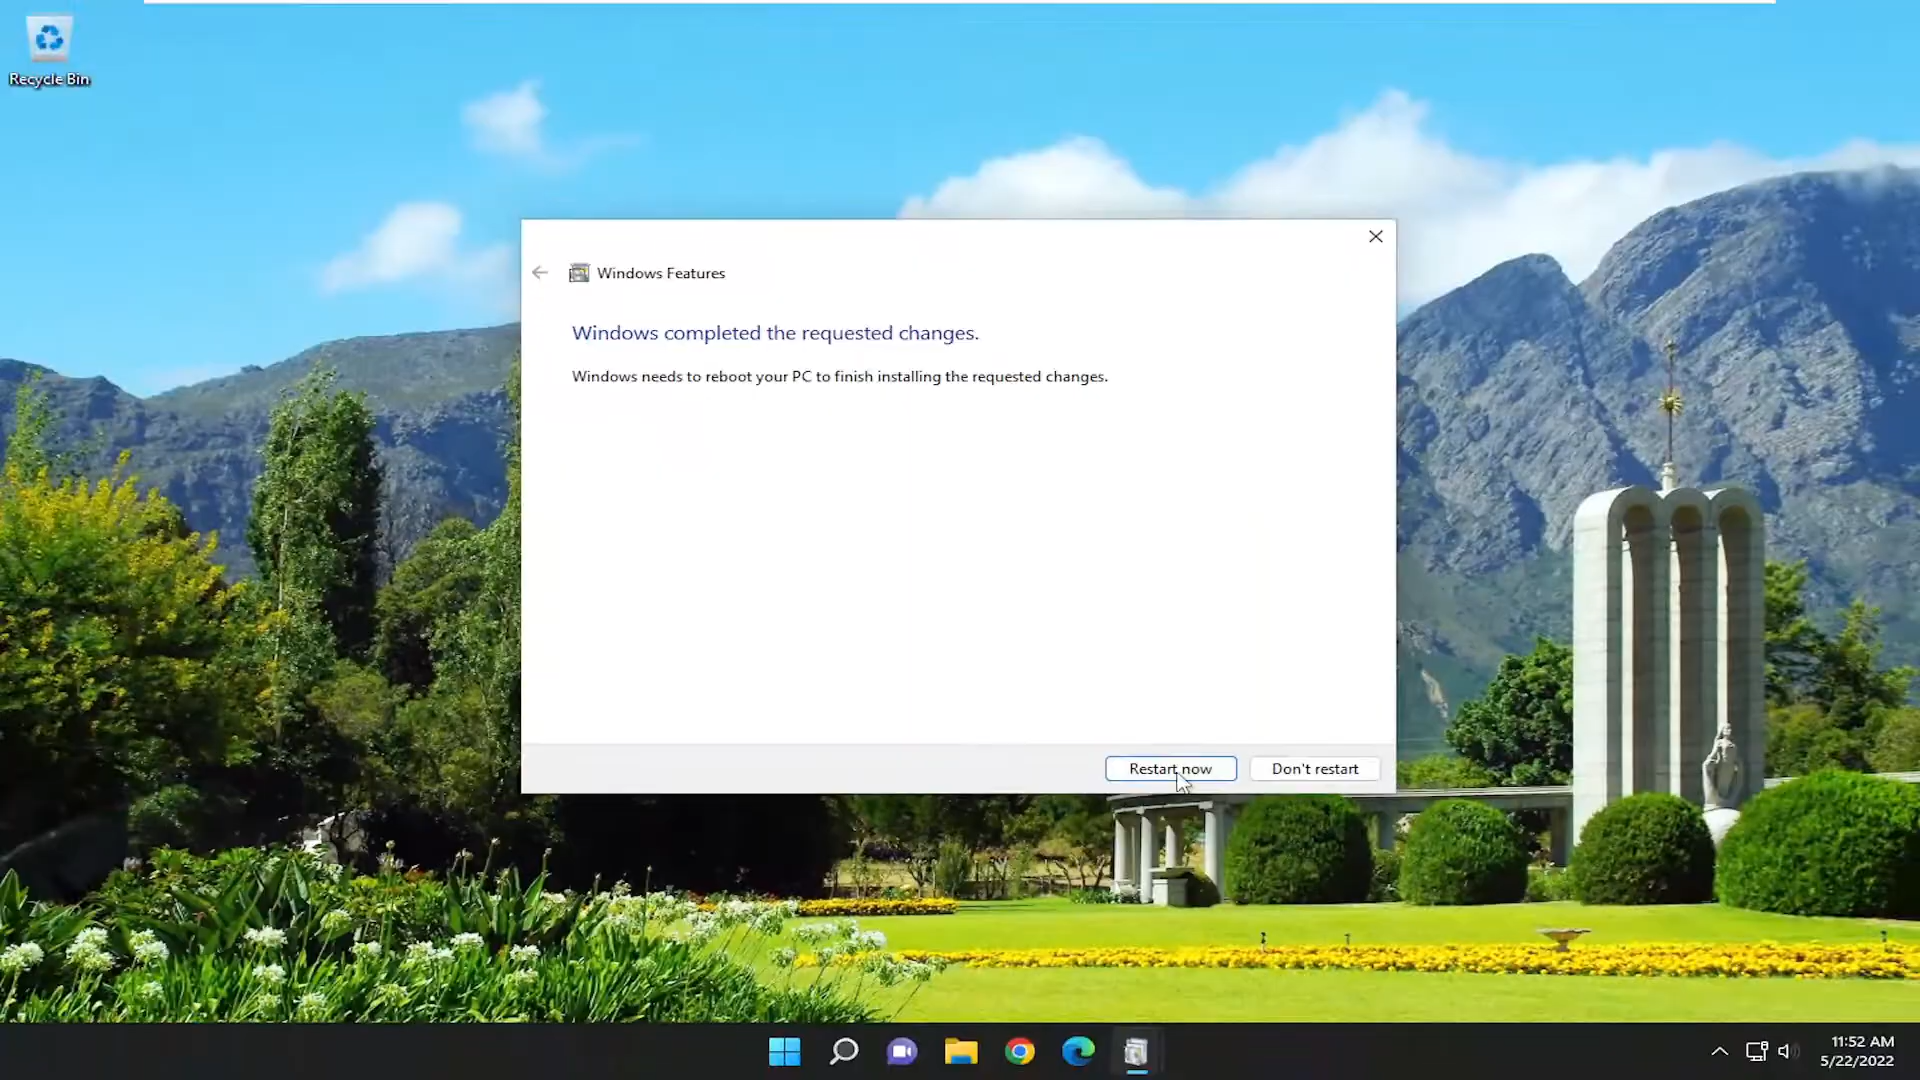 Recycle Bin
Windows Features
Windows completed the requested changes.
Windows needs to reboot your PC to finish installing the requested changes.
Restart now
Don't restart
11:52 AM
5/22/2022